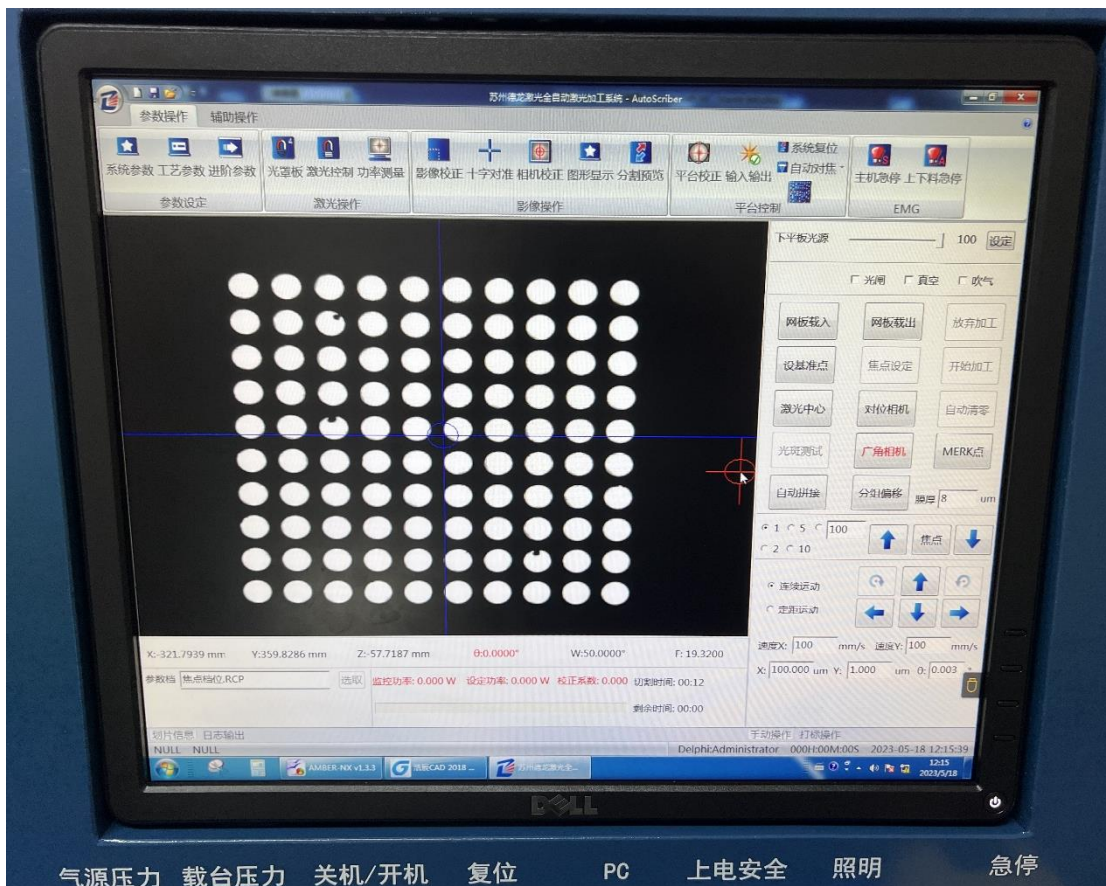 苏州德龙激光全自动激光加工系统 - AutoScriber
参数操作 辅助操作
系统参数 工艺参数 进阶参数 光罩板 激光控制 功率测量 影像校正 十字对准 相机校正 图形显示 分割预览 平台校正 输入输出 系统复位 自动对焦 主机急停 上下料急停
参数设定 激光操作 影像操作 平台控制 EMG
下平板光源 100 设定
光闸 真空 吹气
网板载入 网板载出 放弃加工
设基准点 焦点设定 开始加工
激光中心 对位相机 自动清零
光斑测试 广角相机 MERK点
自动拼接 分组偏移 膜厚 8 um
1 5 100
2 10 焦点
连续运动
定距运动
速度X: 100 mm/s 速度Y: 100 mm/s
X: 100.000 um Y: 1.000 um θ: 0.003 °
X:-321.7939 mm Y:359.8286 mm Z:-57.7187 mm θ:0.0000° W:50.0000° F: 19.3200
参数档 焦点档位.RCP 选取 监控功率: 0.000 W 设定功率: 0.000 W 校正系数: 0.000 切割时间: 00:12
剩余时间: 00:00
划片信息 日志输出 手动操作 打标操作
NULL NULL Delphi:Administrator 000H:00M:00S 2023-05-18 12:15:39
AMBER-NX v1.3.3 浩辰CAD 2018 ... 苏州德龙激光全... 12:15
2023/5/18
DELL
气源压力 载台压力 关机/开机 复位 PC 上电安全 照明 急停